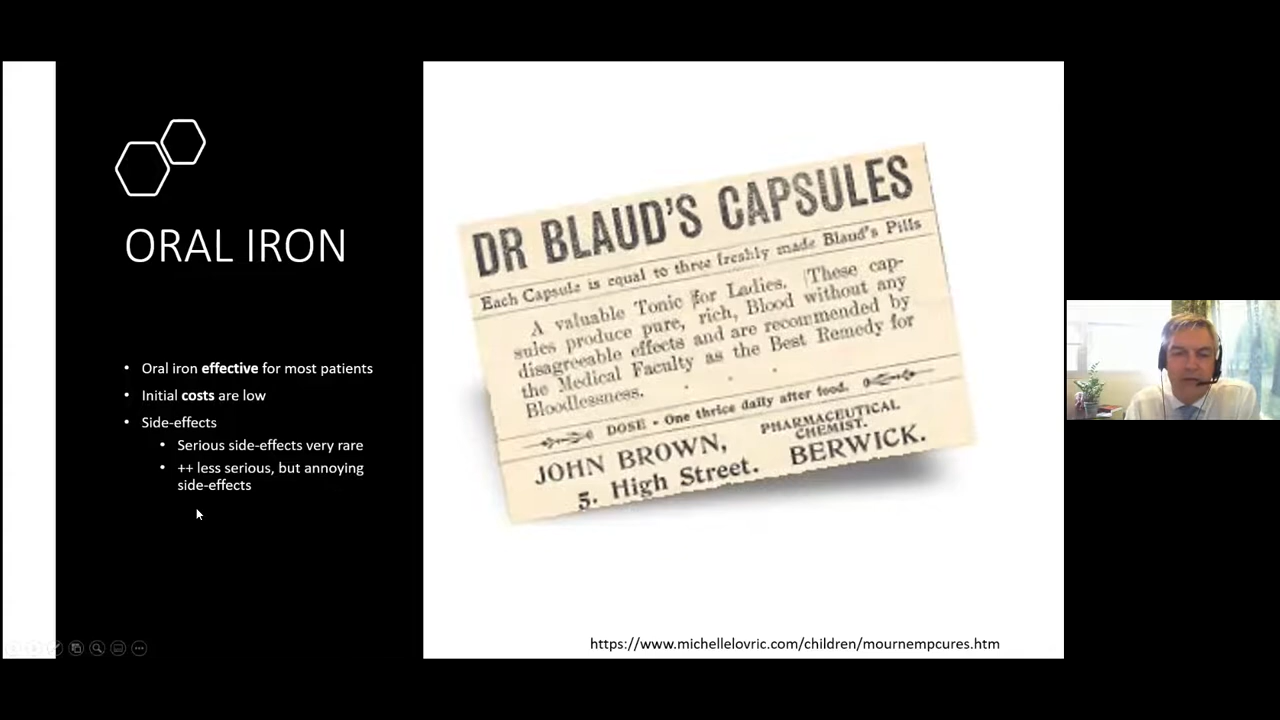 ORAL IRON
• Oral iron effective for most patients
• Initial costs are low
• Side-effects
• Serious side-effects very rare
• ++ less serious, but annoying
side-effects
DR BLAUD'S CAPSULES
Each Capsule is equal to three freshly made Blaud's Pills
A valuable Tonic for Ladies. These cap-
sules produce pure, rich, Blood without any
disagreeable effects and are recommended by
the Medical Faculty as the Best Remedy for
Bloodlessness.
DOSE - One thrice daily after food.
JOHN BROWN,
PHARMACEUTICAL
CHEMIST.
5. High Street. BERWICK.
https://www.michellelovric.com/children/mournempcures.htm